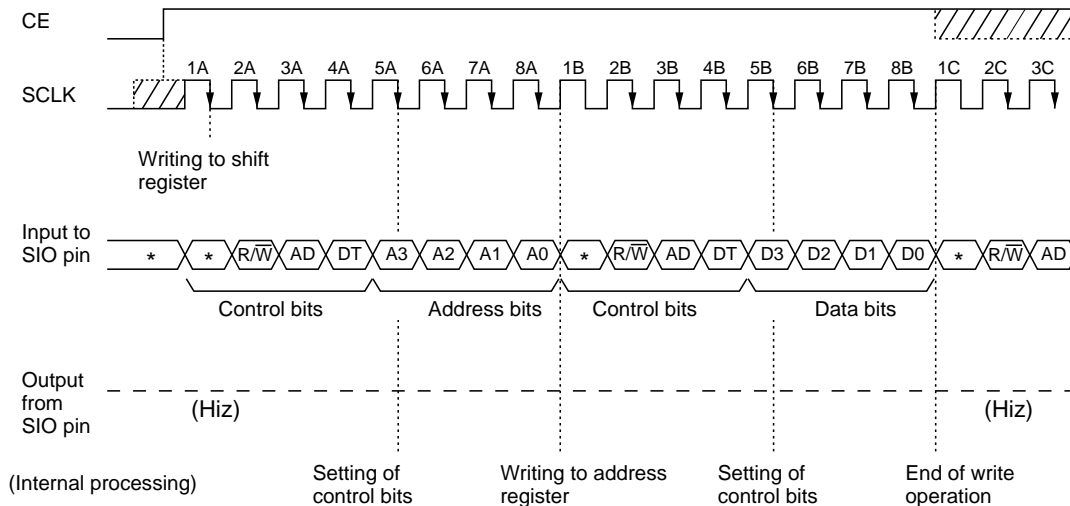 CE
1A 2A 3A 4A 5A 6A 7A 8A 1B 2B 3B 4B 5B 6B 7B 8B 1C 2C 3C
SCLK
Writing to shift
register
Input to
SIO pin
* * R/W̅ AD DT A3 A2 A1 A0 * R/W̅ AD DT D3 D2 D1 D0 * R/W̅ AD
Control bits Address bits Control bits Data bits
Output
from
SIO pin
(Hiz) (Hiz)
(Internal processing)
Setting of
control bits
Writing to address
register
Setting of
control bits
End of write
operation